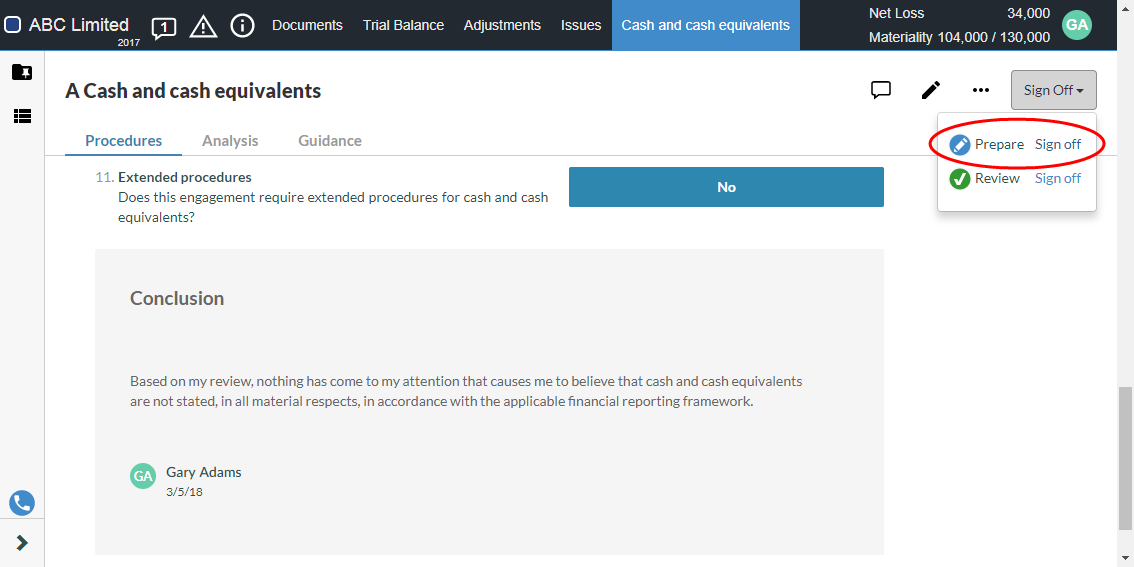 ABC Limited
2017
1
Documents
Trial Balance
Adjustments
Issues
Cash and cash equivalents
Net Loss 34,000
Materiality 104,000 / 130,000
GA
A Cash and cash equivalents
Sign Off
Procedures
Analysis
Guidance
Prepare Sign off
Review Sign off
11. Extended procedures
Does this engagement require extended procedures for cash and cash
equivalents?
No
Conclusion
Based on my review, nothing has come to my attention that causes me to believe that cash and cash equivalents
are not stated, in all material respects, in accordance with the applicable financial reporting framework.
GA
Gary Adams
3/5/18